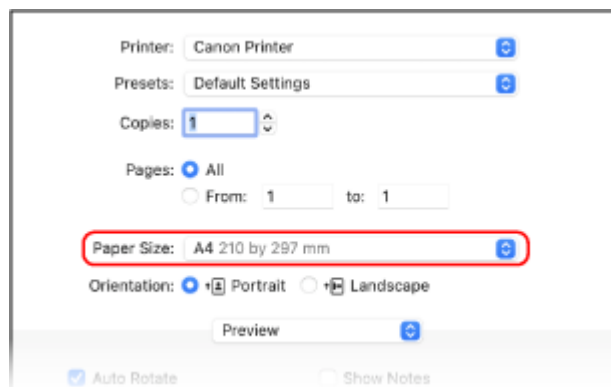 Printer: Canon Printer
Presets: Default Settings
Copies: 1
Pages: All
From: 1 to: 1
Paper Size: A4 210 by 297 mm
Orientation: Portrait Landscape
Preview
Auto Rotate Show Notes